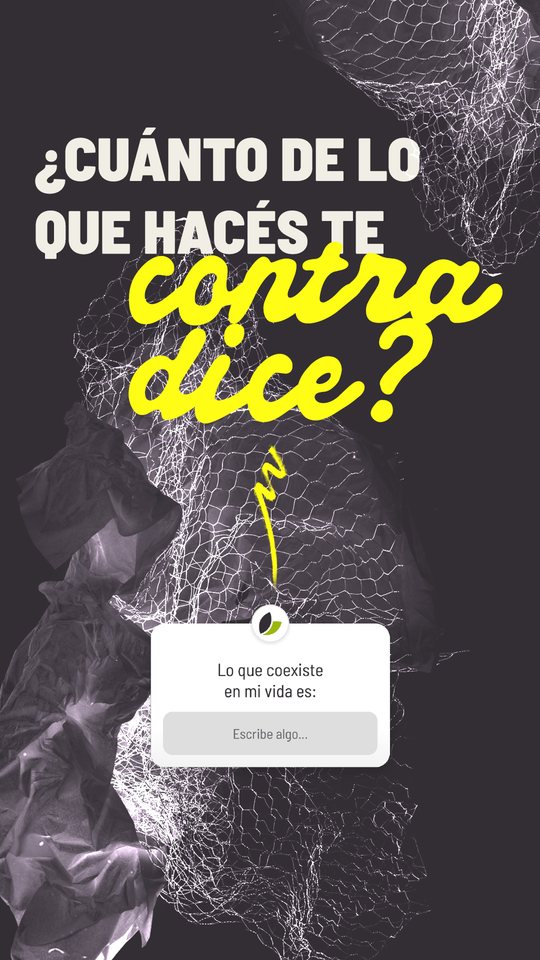 ¿CUÁNTO DE LO
QUE HACÉS TE
contra
dice?
Lo que coexiste
en mi vida es:
Escribe algo...